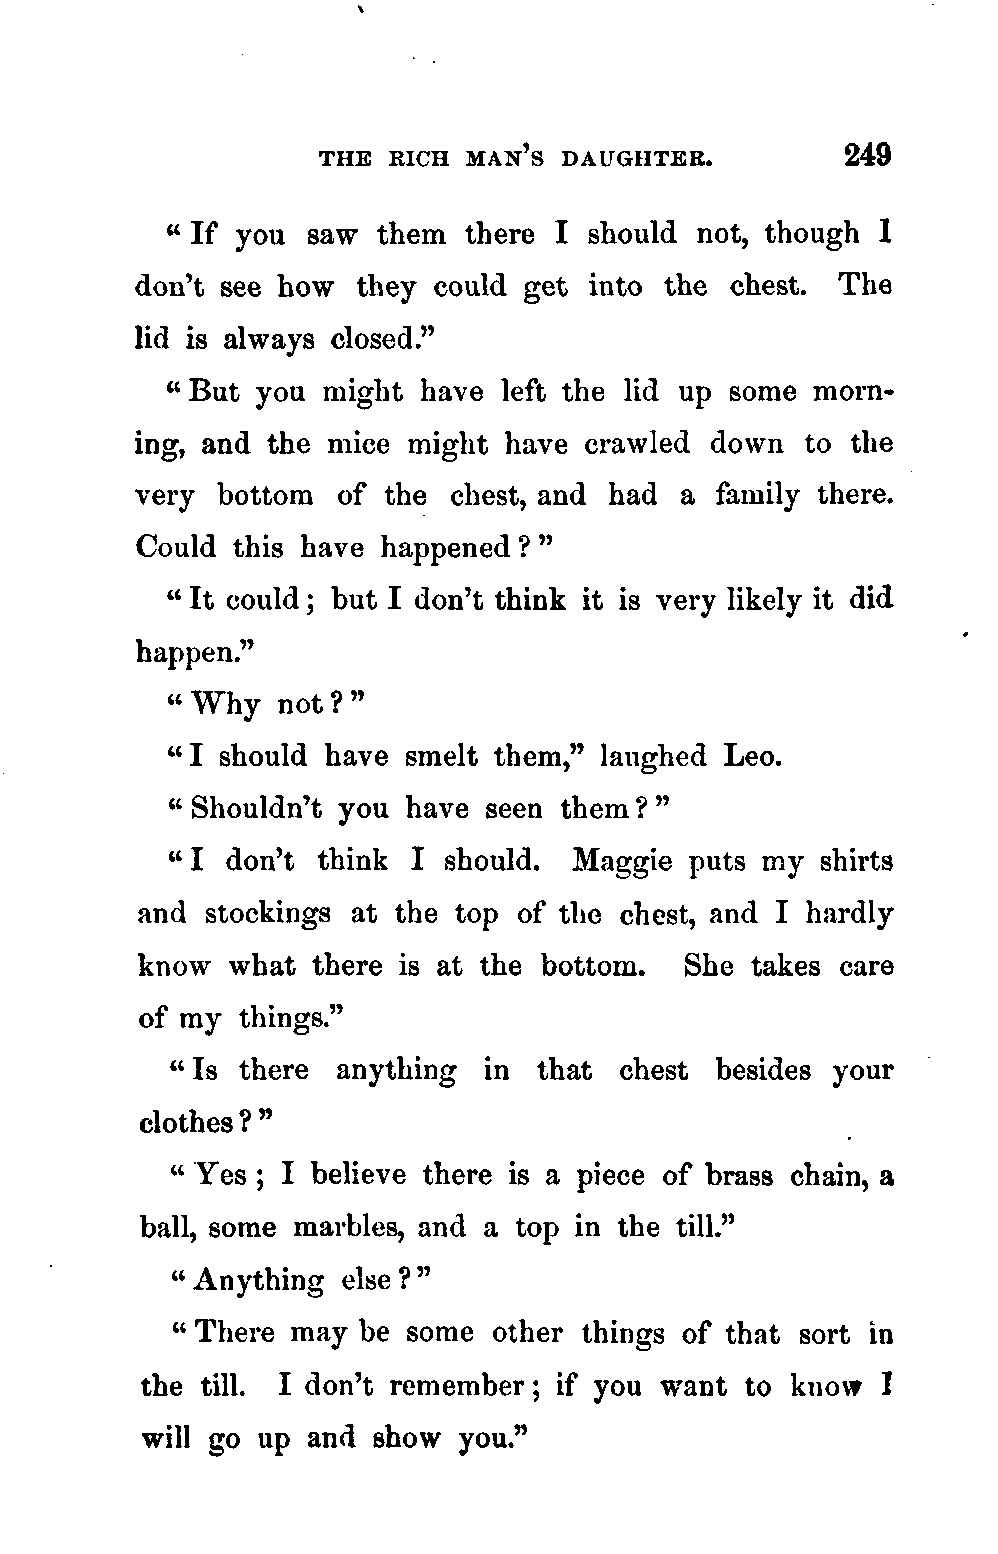 THE RICH MAN'S DAUGHTER. 249
" If you saw them there I should not, though I
don't see how they could get into the chest. The
lid is always closed."
" But you might have left the lid up some morn-
ing, and the mice might have crawled down to the
very bottom of the chest, and had a family there.
Could this have happened ? "
" It could ; but I don't think it is very likely it did
happen."
" Why not ? "
" I should have smelt them," laughed Leo.
" Shouldn't you have seen them ? "
" I don't think I should. Maggie puts my shirts
and stockings at the top of the chest, and I hardly
know what there is at the bottom. She takes care
of my things."
" Is there anything in that chest besides your
clothes ? "
" Yes ; I believe there is a piece of brass chain, a
ball, some marbles, and a top in the till."
" Anything else ? "
" There may be some other things of that sort in
the till. I don't remember ; if you want to know I
will go up and show you."